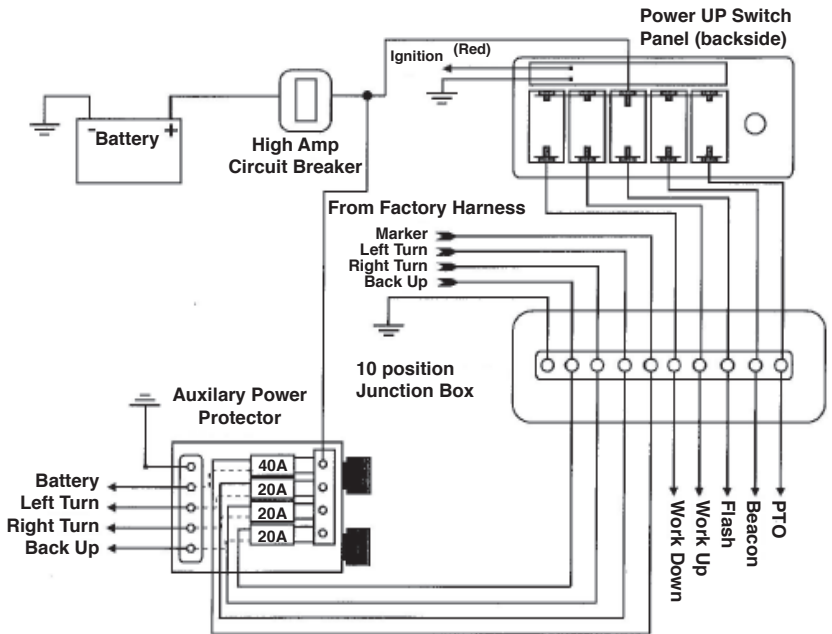 Power UP Switch
Panel (backside)
Ignition (Red)
- Battery +
High Amp
Circuit Breaker
From Factory Harness
Marker
Left Turn
Right Turn
Back Up
10 position
Junction Box
Auxilary Power
Protector
40A
20A
20A
20A
Battery
Left Turn
Right Turn
Back Up
Work Down
Work Up
Flash
Beacon
PTO